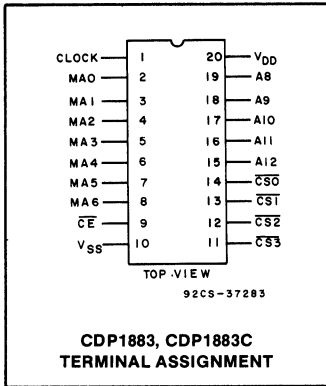 CLOCK 1 20 VDD
MA0 2 19 A8
MA1 3 18 A9
MA2 4 17 A10
MA3 5 16 A11
MA4 6 15 A12
MA5 7 14 CS0
MA6 8 13 CS1
CE 9 12 CS2
VSS 10 11 CS3
TOP VIEW
92CS-37283
CDP1883, CDP1883C
TERMINAL ASSIGNMENT